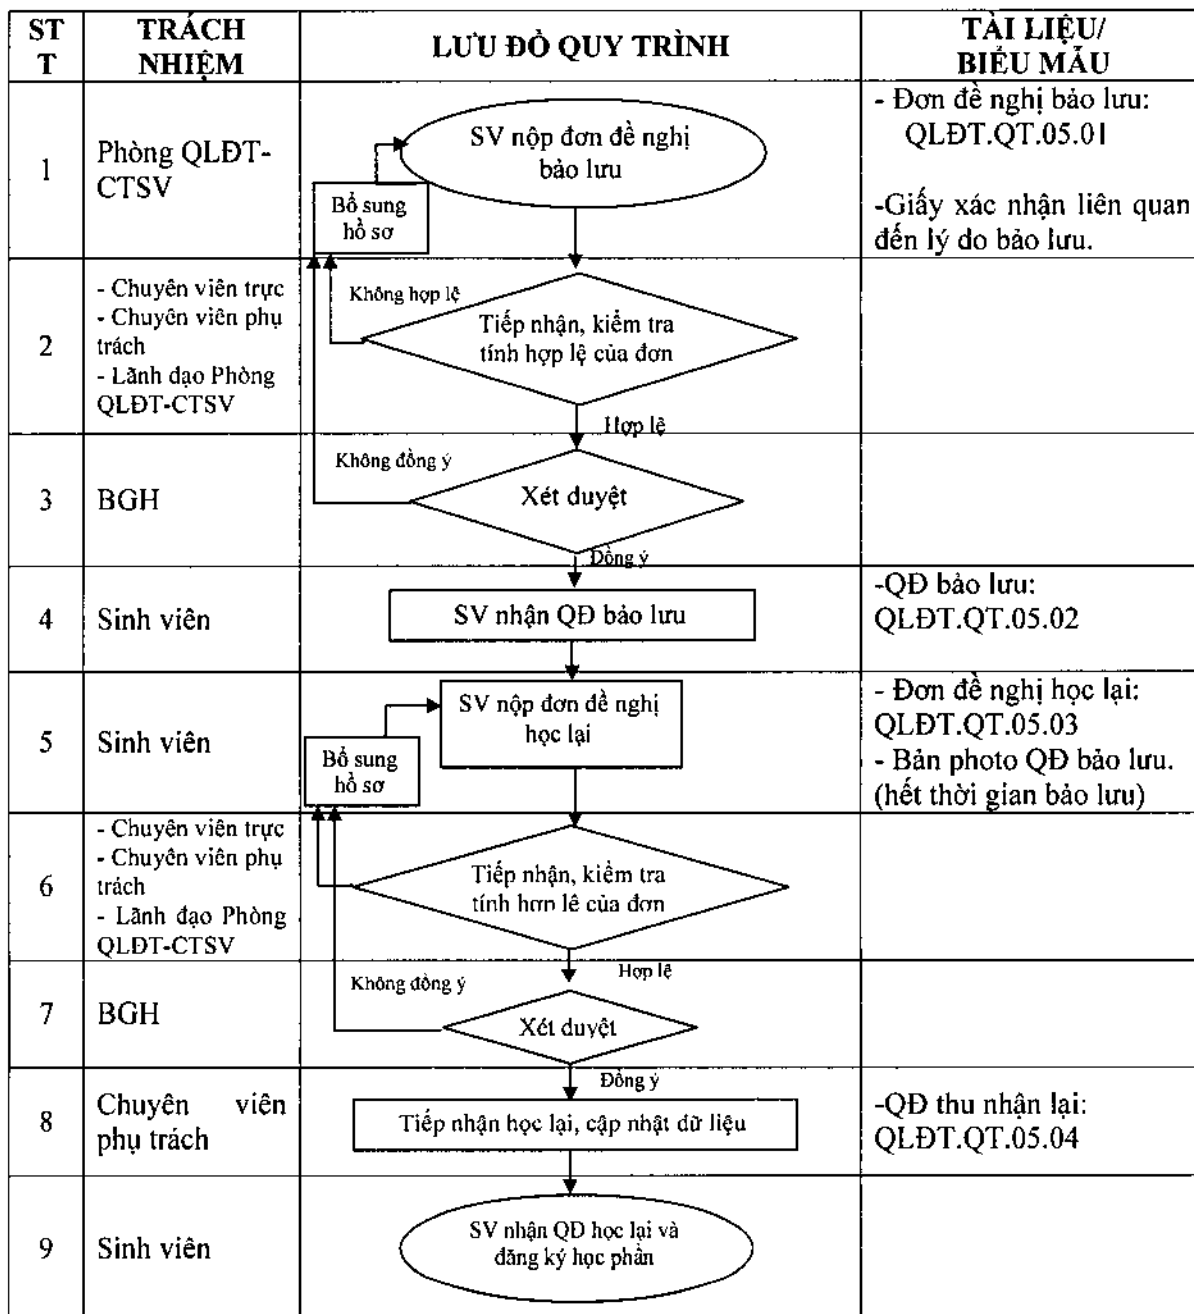 ST
T
TRÁCH
NHIỆM
LƯU ĐỒ QUY TRÌNH
TÀI LIỆU/
BIỂU MẪU
1
Phòng QLĐT-
CTSV
SV nộp đơn đề nghị
bảo lưu
Bổ sung
hồ sơ
- Đơn đề nghị bảo lưu:
QLĐT.QT.05.01
-Giấy xác nhận liên quan
đến lý do bảo lưu.
2
- Chuyên viên trực
- Chuyên viên phụ
trách
- Lãnh đạo Phòng
QLĐT-CTSV
Không hợp lệ
Tiếp nhận, kiểm tra
tính hợp lệ của đơn
Hợp lệ
3
BGH
Không đồng ý
Xét duyệt
Đồng ý
4
Sinh viên
SV nhận QĐ bảo lưu
-QĐ bảo lưu:
QLĐT.QT.05.02
5
Sinh viên
SV nộp đơn đề nghị
học lại
Bổ sung
hồ sơ
- Đơn đề nghị học lại:
QLĐT.QT.05.03
- Bản photo QĐ bảo lưu.
(hết thời gian bảo lưu)
6
- Chuyên viên trực
- Chuyên viên phụ
trách
- Lãnh đạo Phòng
QLĐT-CTSV
Tiếp nhận, kiểm tra
tính hợp lệ của đơn
Hợp lệ
7
BGH
Không đồng ý
Xét duyệt
Đồng ý
8
Chuyên viên
phụ trách
Tiếp nhận học lại, cập nhật dữ liệu
-QĐ thu nhận lại:
QLĐT.QT.05.04
9
Sinh viên
SV nhận QĐ học lại và
đăng ký học phần